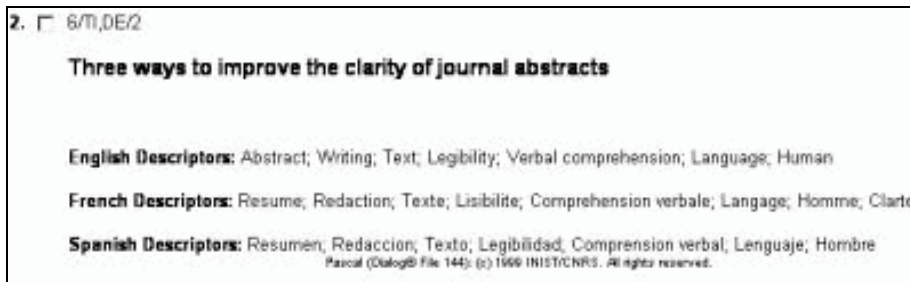 2. 6/TI,DE/2
Three ways to improve the clarity of journal abstracts
English Descriptors: Abstract; Writing; Text; Legibility; Verbal comprehension; Language; Human
French Descriptors: Resume; Redaction; Texte; Lisibilite; Comprehension verbale; Langage; Homme; Clarte
Spanish Descriptors: Resumen; Redaccion; Texto; Legibilidad; Comprension verbal; Lenguaje; Hombre
Pascal (Dialog® File 144): (c) 1999 INIST/CNRS. All rights reserved.